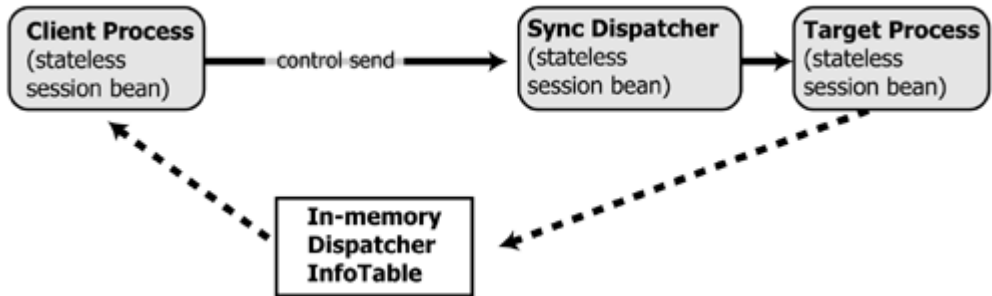 Client Process
(stateless
session bean)
control send
Sync Dispatcher
(stateless
session bean)
Target Process
(stateless
session bean)
In-memory
Dispatcher
InfoTable